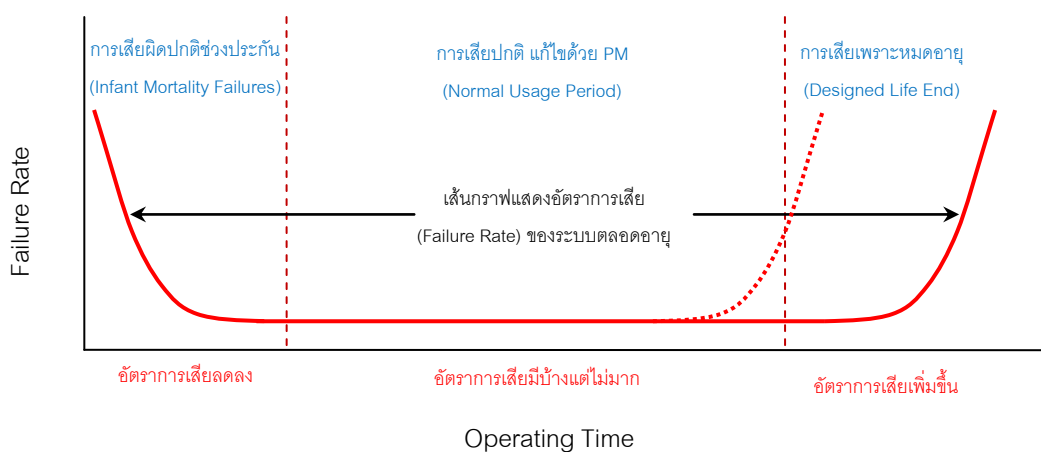 การเสียผิดปกติช่วงประกัน
(Infant Mortality Failures)
การเสียปกติ แก้ไขด้วย PM
(Normal Usage Period)
การเสียเพราะหมดอายุ
(Designed Life End)
Failure Rate
เส้นกราฟแสดงอัตราการเสีย
(Failure Rate) ของระบบตลอดอายุ
อัตราการเสียลดลง
อัตราการเสียมีบ้างแต่ไม่มาก
อัตราการเสียเพิ่มขึ้น
Operating Time